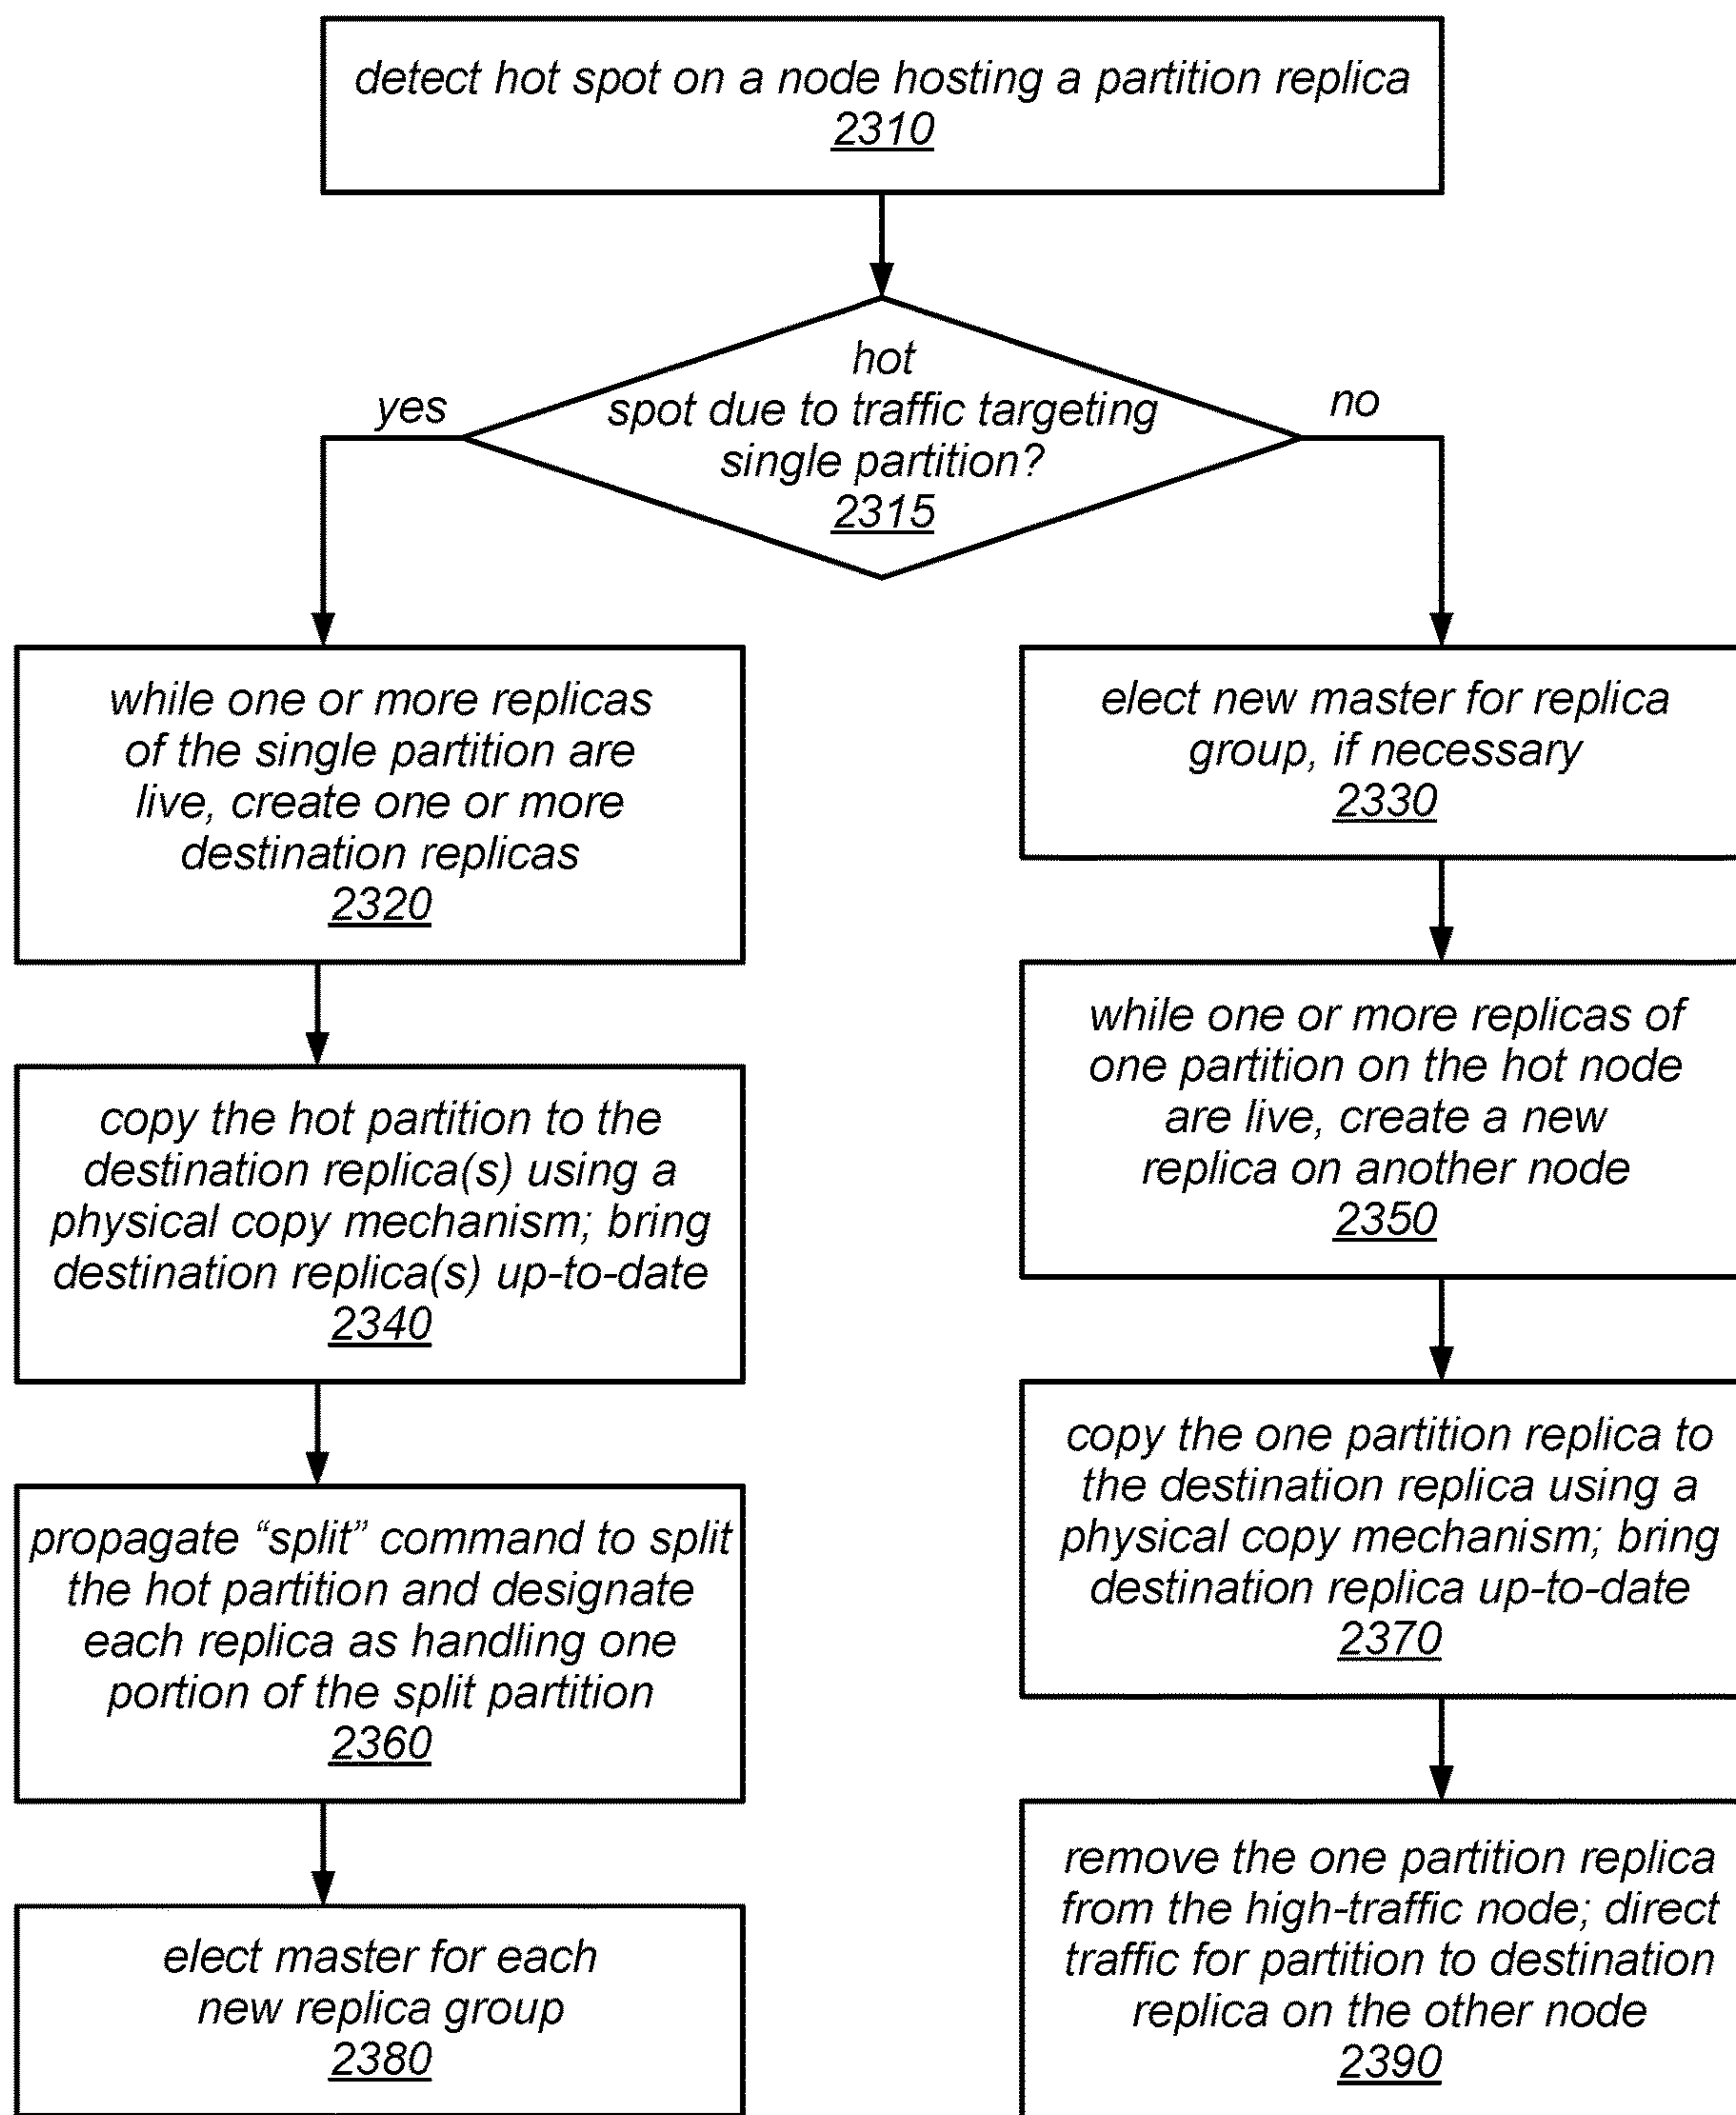 detect hot spot on a node hosting a partition replica
2310
hot
spot due to traffic targeting
single partition?
2315
yes
no
while one or more replicas
of the single partition are
live, create one or more
destination replicas
2320
copy the hot partition to the
destination replica(s) using a
physical copy mechanism; bring
destination replica(s) up-to-date
2340
propagate “split” command to split
the hot partition and designate
each replica as handling one
portion of the split partition
2360
elect master for each
new replica group
2380
elect new master for replica
group, if necessary
2330
while one or more replicas of
one partition on the hot node
are live, create a new
replica on another node
2350
copy the one partition replica to
the destination replica using a
physical copy mechanism; bring
destination replica up-to-date
2370
remove the one partition replica
from the high-traffic node; direct
traffic for partition to destination
replica on the other node
2390